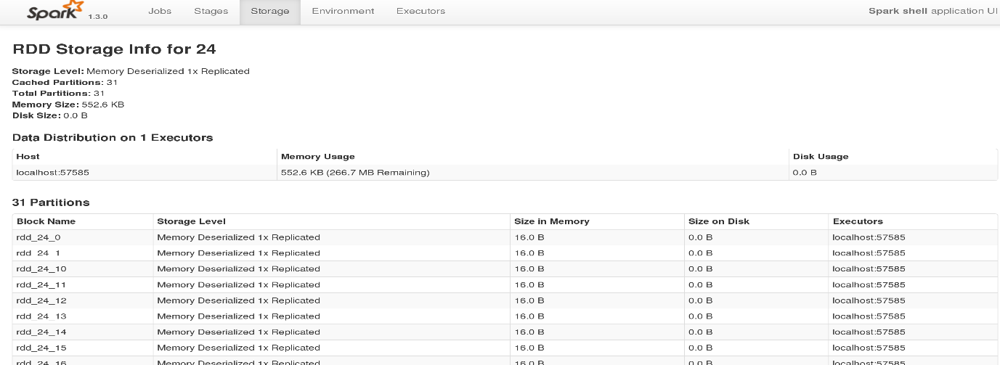 Spark 1.3.0 Jobs Stages Storage Environment Executors Spark shell application UI
RDD Storage Info for 24
Storage Level: Memory Deserialized 1x Replicated
Cached Partitions: 31
Total Partitions: 31
Memory Size: 552.6 KB
Disk Size: 0.0 B
Data Distribution on 1 Executors
Host Memory Usage Disk Usage
localhost:57585 552.6 KB (266.7 MB Remaining) 0.0 B
31 Partitions
Block Name Storage Level Size in Memory Size on Disk Executors
rdd_24_0 Memory Deserialized 1x Replicated 16.0 B 0.0 B localhost:57585
rdd_24_1 Memory Deserialized 1x Replicated 16.0 B 0.0 B localhost:57585
rdd_24_10 Memory Deserialized 1x Replicated 16.0 B 0.0 B localhost:57585
rdd_24_11 Memory Deserialized 1x Replicated 16.0 B 0.0 B localhost:57585
rdd_24_12 Memory Deserialized 1x Replicated 16.0 B 0.0 B localhost:57585
rdd_24_13 Memory Deserialized 1x Replicated 16.0 B 0.0 B localhost:57585
rdd_24_14 Memory Deserialized 1x Replicated 16.0 B 0.0 B localhost:57585
rdd_24_15 Memory Deserialized 1x Replicated 16.0 B 0.0 B localhost:57585
rdd_24_16 Memory Deserialized 1x Replicated 16.0 B 0.0 B localhost:57585